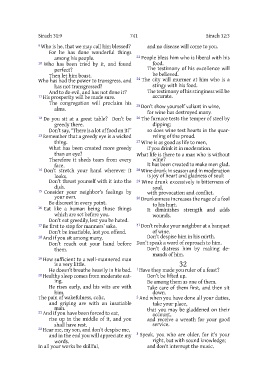 Sirach 31:9
741
Sirach 32:3
9 Who is he, that we may call him blessed?
For he has done wonderful things
among his people.
10 Who has been tried by it, and found
perfect?
Then let him boast.
Who has had the power to transgress, and
has not transgressed?
And to do evil, and has not done it?
11 His prosperity will be made sure.
The congregation will proclaim his
alms.
12 Do you sit at a great table? Don't be
greedy there.
Don't say, "There is a lot of food on it!"
13 Remember that a greedy eye is a wicked
thing.
What has been created more greedy
than an eye?
Therefore it sheds tears from every
face.
14 Don't stretch your hand wherever it
looks.
Don't thrust yourself with it into the
dish.
15 Consider your neighbor's feelings by
your own.
Be discreet in every point.
16 Eat like a human being those things
which are set before you.
Don't eat greedily, lest you be hated.
17 Be first to stop for manners' sake.
Don't be insatiable, lest you offend.
18 And if you sit among many,
Don't reach out your hand before
them.
19 How sufficient to a well-mannered man
is a very little.
He doesn't breathe heavily in his bed.
20 Healthy sleep comes from moderate eat-
ing.
He rises early, and his wits are with
him.
The pain of wakefulness, colic,
and griping are with an insatiable
man.
21 And if you have been forced to eat,
rise up in the middle of it, and you
shall have rest.
22 Hear me, my son, and don't despise me,
and in the end you will appreciate my
words.
In all your works be skillful,
and no disease will come to you.
23 People bless him who is liberal with his
food.
The testimony of his excellence will
be believed.
24 The city will murmur at him who is a
stingy with his food.
The testimony of his stinginess will be
accurate.
25 Don't show yourself valiant in wine,
for wine has destroyed many.
26 The furnace tests the temper of steel by
dipping;
so does wine test hearts in the quar-
reling of the proud.
27 Wine is as good as life to men,
if you drink it in moderation.
What life is there to a man who is without
wine?
It has been created to make men glad.
28 Wine drunk in season and in moderation
is joy of heart and gladness of soul:
29 Wine drunk excessively is bitterness of
soul,
with provocation and conflict.
30 Drunkenness increases the rage of a fool
to his hurt.
It diminishes strength and adds
wounds.
31 Don't rebuke your neighbor at a banquet
of wine.
Don't despise him in his mirth.
Don't speak a word of reproach to him.
Don't distress him by making de-
mands of him.
32
1 Have they made you ruler of a feast?
Don't be lifted up.
Be among them as one of them.
Take care of them first, and then sit
down.
2 And when you have done all your duties,
take your place,
that you may be gladdened on their
account,
and receive a wreath for your good
service.
3 Speak, you who are older, for it's your
right, but with sound knowledge;
and don't interrupt the music.